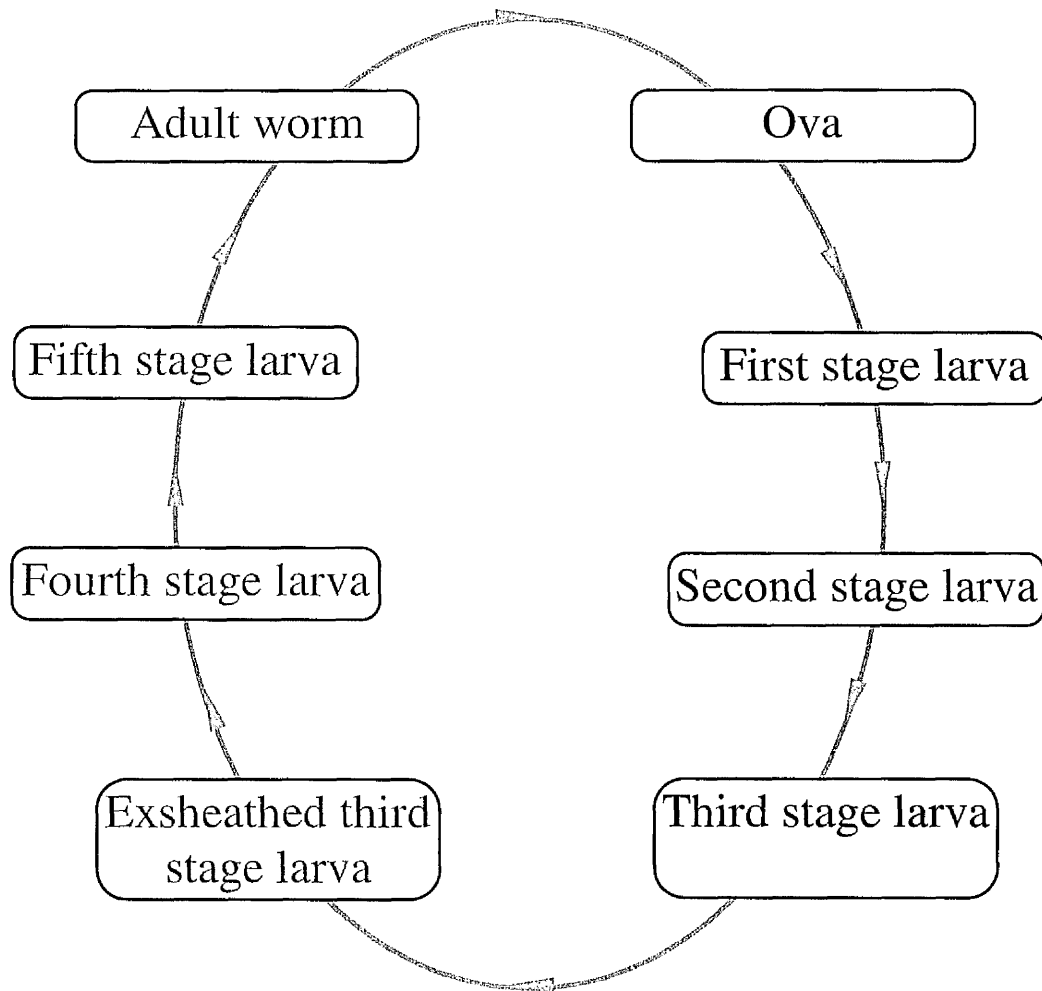 Adult worm
Ova
Fifth stage larva
First stage larva
Fourth stage larva
Second stage larva
Exsheathed third
stage larva
Third stage larva